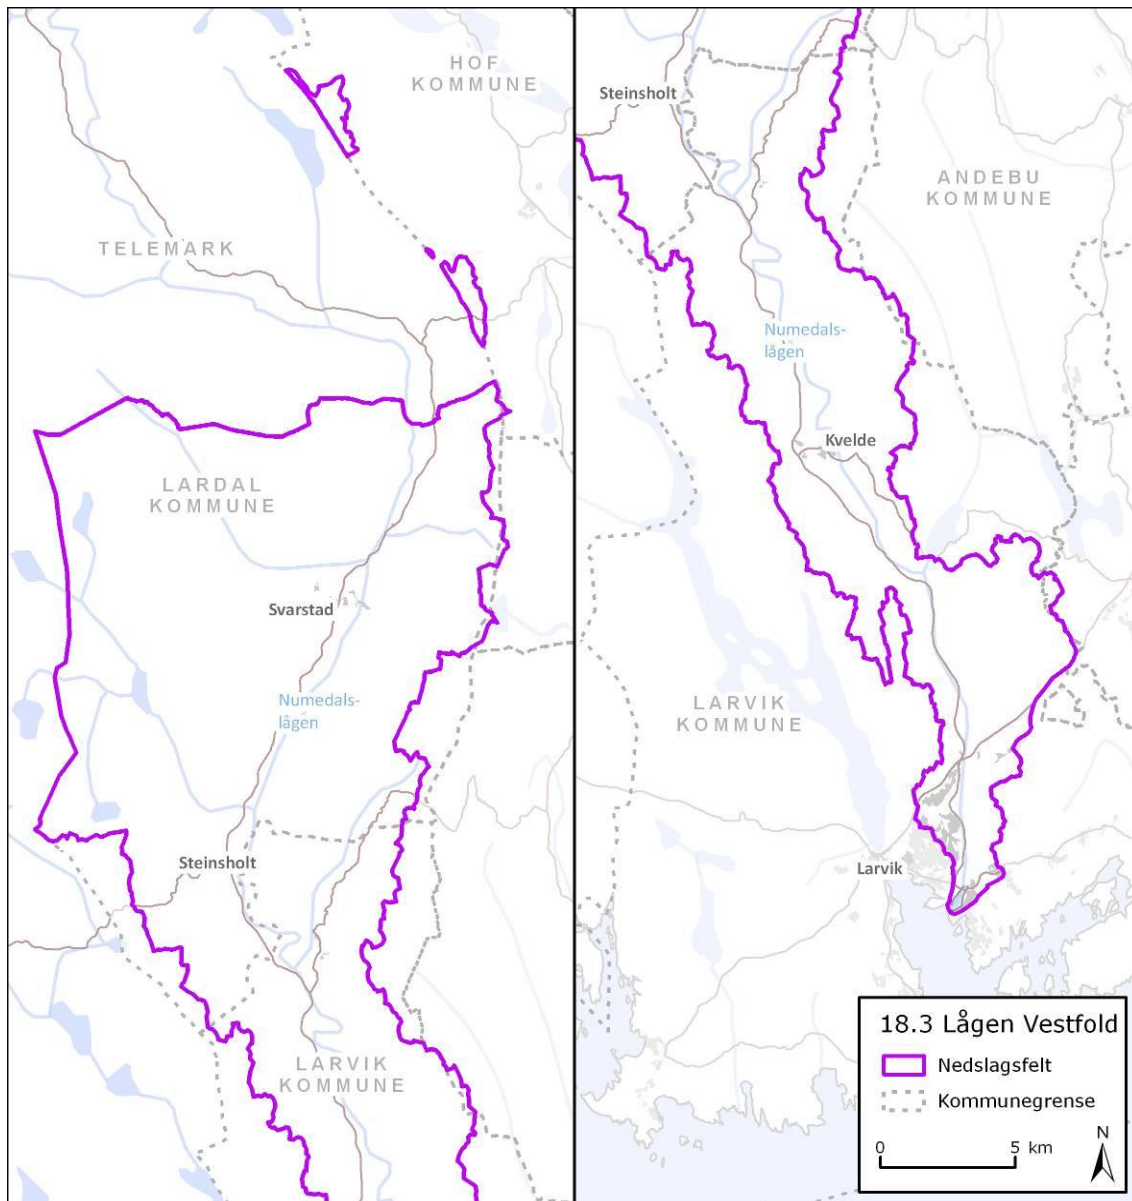 HOF
KOMMUNE
TELEMARK
LARDAL
KOMMUNE
Svarstad
Numedals-
lågen
Steinsholt
LARVIK
KOMMUNE
Steinsholt
ANDEBU
KOMMUNE
Numedals-
lågen
Kvelde
LARVIK
KOMMUNE
Larvik
18.3 Lågen Vestfold
Nedslagsfelt
Kommunegrense
0 5 km
N